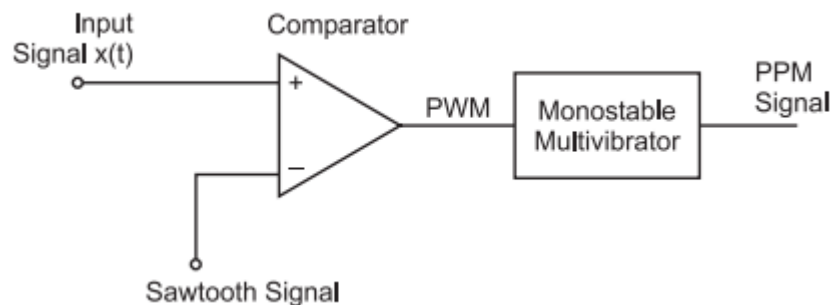 Input
Signal x(t)
Comparator
+
−
PWM
Monostable
Multivibrator
PPM
Signal
Sawtooth Signal